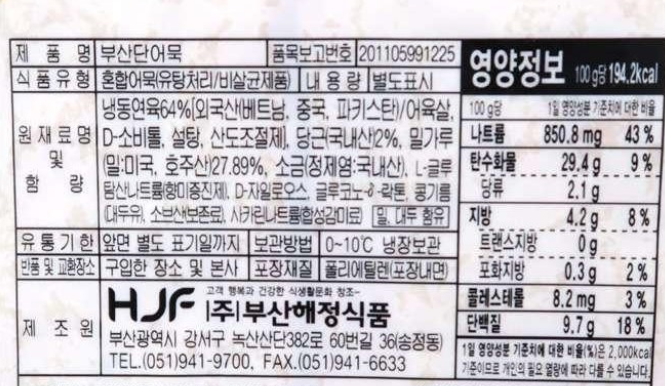 제 품 명 부산단어묵 품목보고번호 201105991225
식품유형 혼합어묵(유탕처리/비살균제품) 내 용 량 별도표시
원재료명 및 함 량
냉동연육64%[외국산(베트남, 중국, 파키스탄)/어육살,
D-소비톨, 설탕, 산도조절제], 당근(국내산)2%, 밀가루
(밀:미국, 호주산)27.89%, 소금(정제염:국내산), L-글루
탐산나트륨(향미증진제), D-자일로오스, 글루코노-δ-락톤, 콩기름
(대두유), 소브산(보존료), 사카린나트륨(합성감미료) 밀, 대두 함유
유통기한 앞면 별도 표기일까지 보관방법 0~10℃ 냉장보관
반품 및 교환장소 구입한 장소 및 본사 포장재질 폴리에틸렌(포장내면)
제 조 원
고객 행복과 건강한 식생활문화 창조~
HJF (주)부산해정식품
부산광역시 강서구 녹산산단382로 60번길 36(송정동)
TEL.(051)941-9700, FAX.(051)941-6633
영양정보 100g당 194.2kcal
100g당 1일 영양성분 기준치에 대한 비율
나트륨 850.8 mg 43 %
탄수화물 29.4 g 9 %
당류 2.1 g
지방 4.2 g 8 %
트랜스지방 0 g
포화지방 0.3 g 2 %
콜레스테롤 8.2 mg 3 %
단백질 9.7 g 18 %
1일 영양성분 기준치에 대한 비율(%)은 2,000kcal
기준이므로 개인의 필요 열량에 따라 다를 수 있습니다.